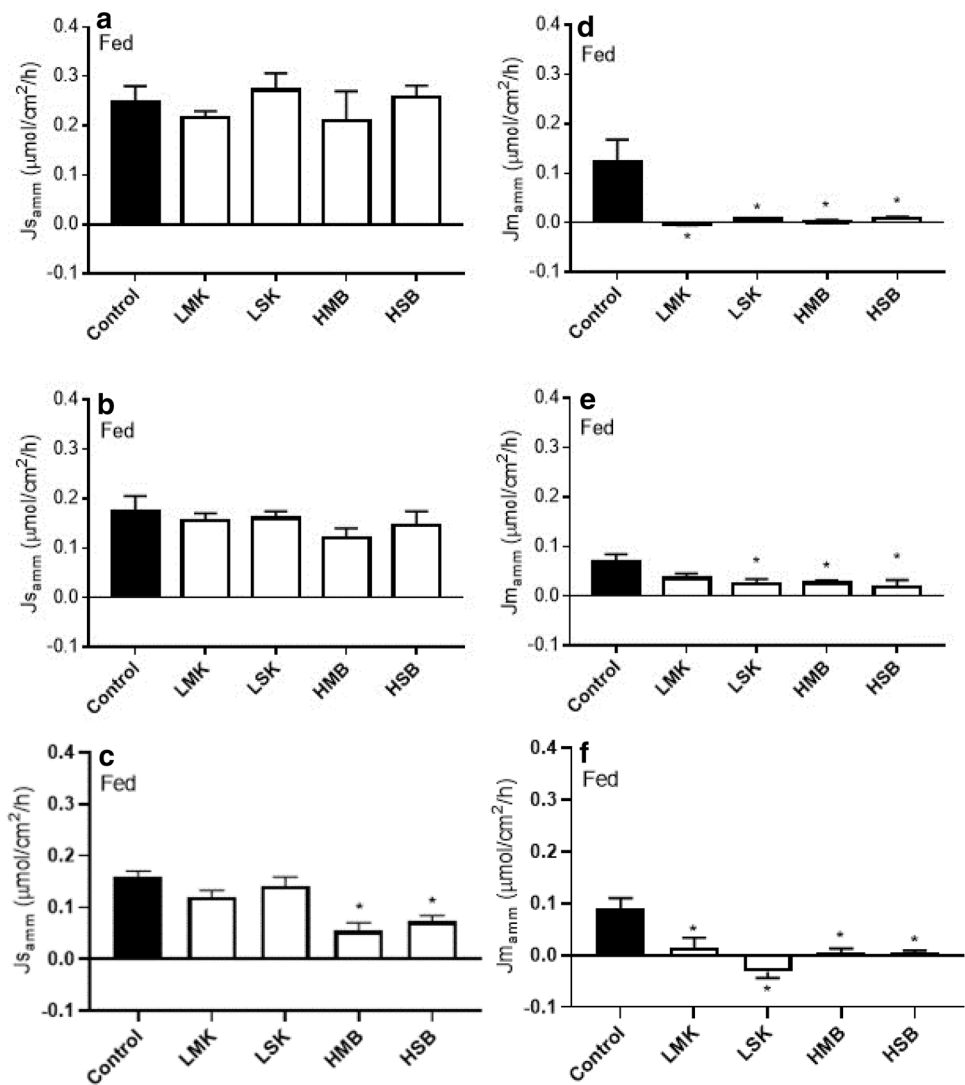 a
Fed
Js_amm (μmol/cm²/h)
0.4
0.3
0.2
0.1
0.0
-0.1
Control
LMK
LSK
HMB
HSB
d
Fed
Jm_amm (μmol/cm²/h)
0.4
0.3
0.2
0.1
0.0
-0.1
* * * *
Control
LMK
LSK
HMB
HSB
b
Fed
Js_amm (μmol/cm²/h)
0.4
0.3
0.2
0.1
0.0
-0.1
Control
LMK
LSK
HMB
HSB
e
Fed
Jm_amm (μmol/cm²/h)
0.4
0.3
0.2
0.1
0.0
-0.1
* * *
Control
LMK
LSK
HMB
HSB
c
Fed
Js_amm (μmol/cm²/h)
0.4
0.3
0.2
0.1
0.0
-0.1
* *
Control
LMK
LSK
HMB
HSB
f
Fed
Jm_amm (μmol/cm²/h)
0.4
0.3
0.2
0.1
0.0
-0.1
* * * *
Control
LMK
LSK
HMB
HSB